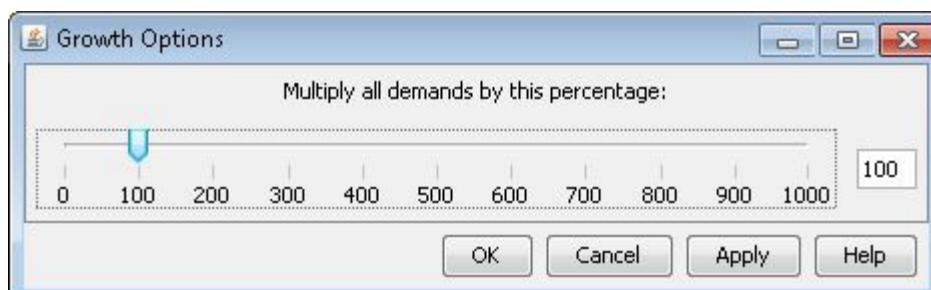 Growth Options
Multiply all demands by this percentage:
100
0 100 200 300 400 500 600 700 800 900 1000
OK Cancel Apply Help